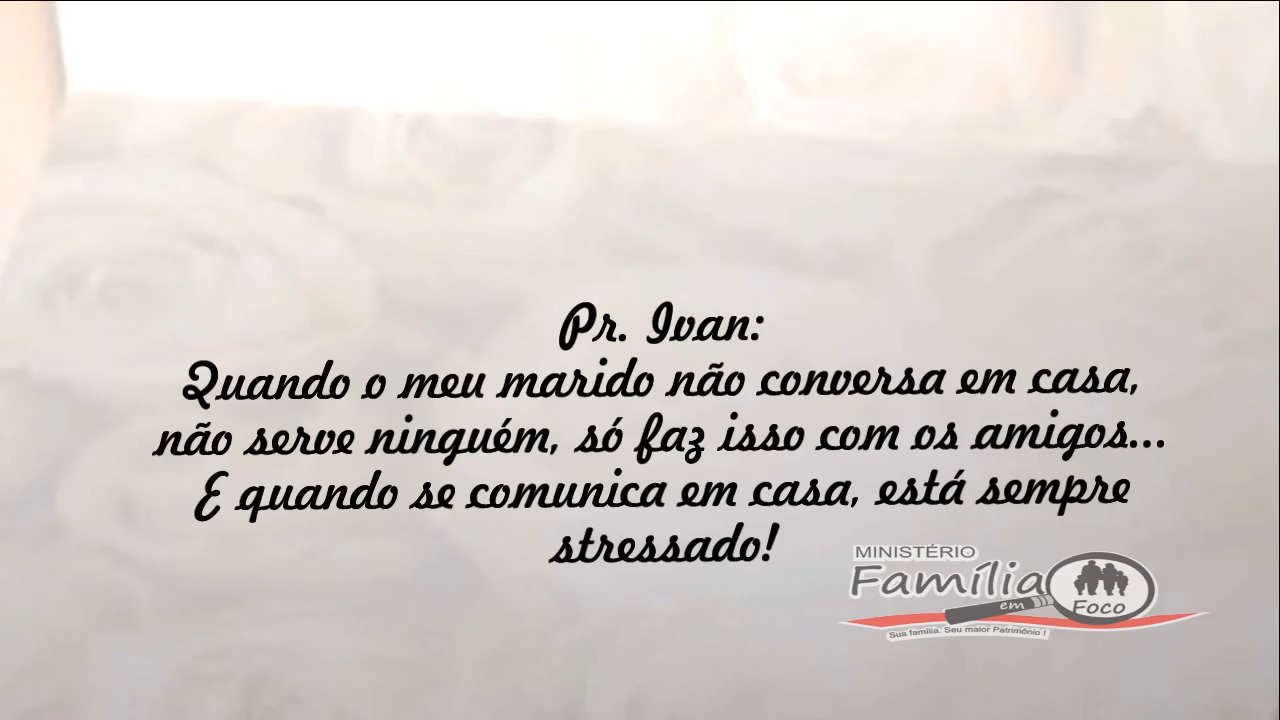 Pr. Ivan:
Quando o meu marido não conversa em casa,
não serve ninguém, só faz isso com os amigos...
E quando se comunica em casa, está sempre
stressado!
MINISTÉRIO
Família
em
Foco
Sua família. Seu maior Patrimônio !